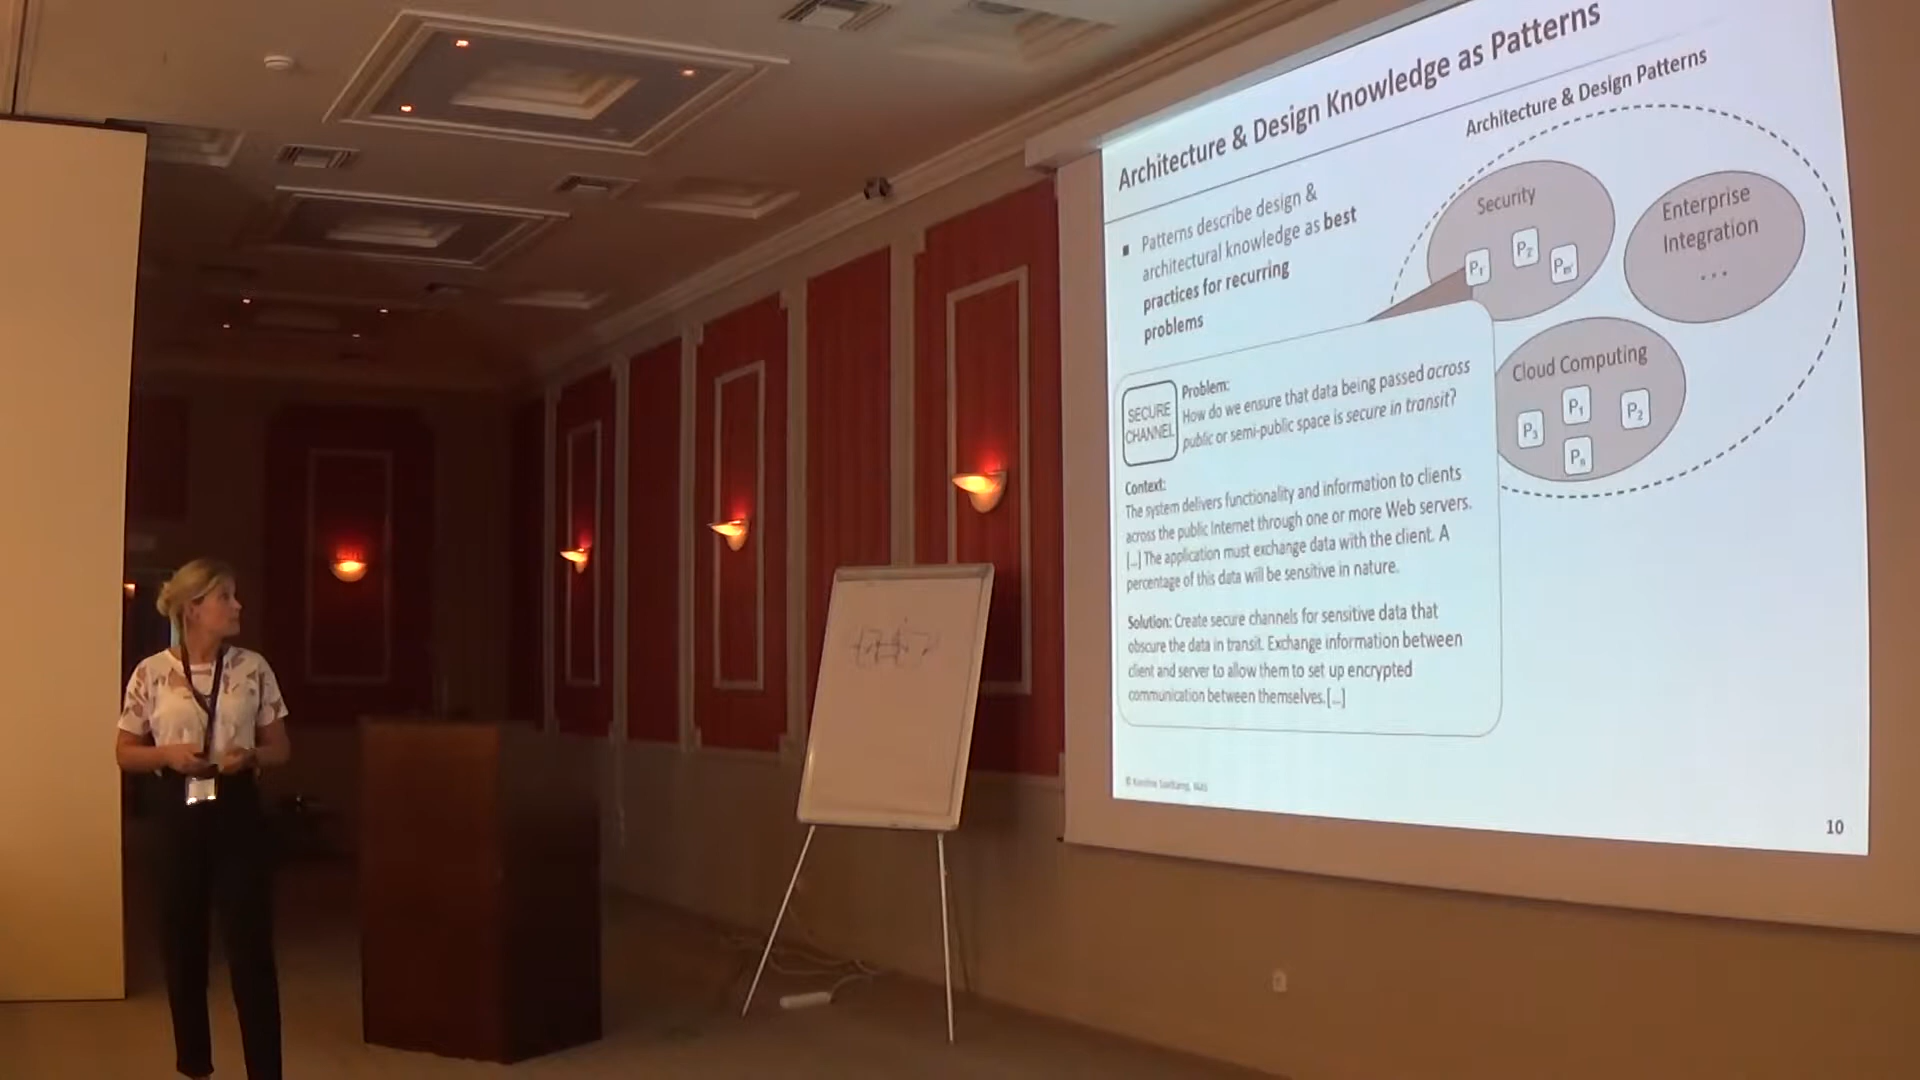 Architecture & Design Knowledge as Patterns
▪ Patterns describe design &
architectural knowledge as best
practices for recurring
problems
Architecture & Design Patterns
Security
P1
P2
Enterprise
Integration
...
Cloud Computing
P1
P2
P3
Pn
SECURE
CHANNEL
Problem:
How do we ensure that data being passed across
public or semi-public space is secure in transit?
Context:
The system delivers functionality and information to clients
across the public Internet through one or more Web servers.
[...] The application must exchange data with the client. A
percentage of this data will be sensitive in nature.
Solution: Create secure channels for sensitive data that
obscure the data in transit. Exchange information between
client and server to allow them to set up encrypted
communication between themselves.[...]
10